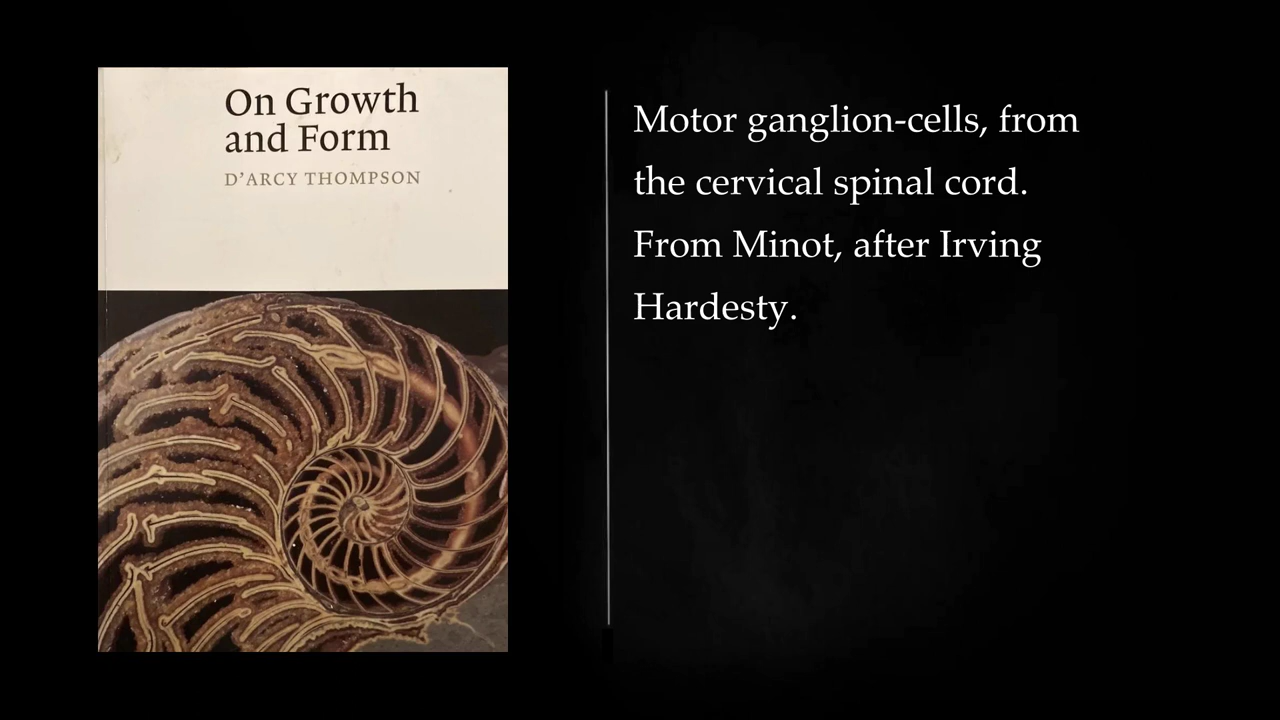 On Growth
and Form
D'ARCY THOMPSON
Motor ganglion-cells, from
the cervical spinal cord.
From Minot, after Irving
Hardesty.